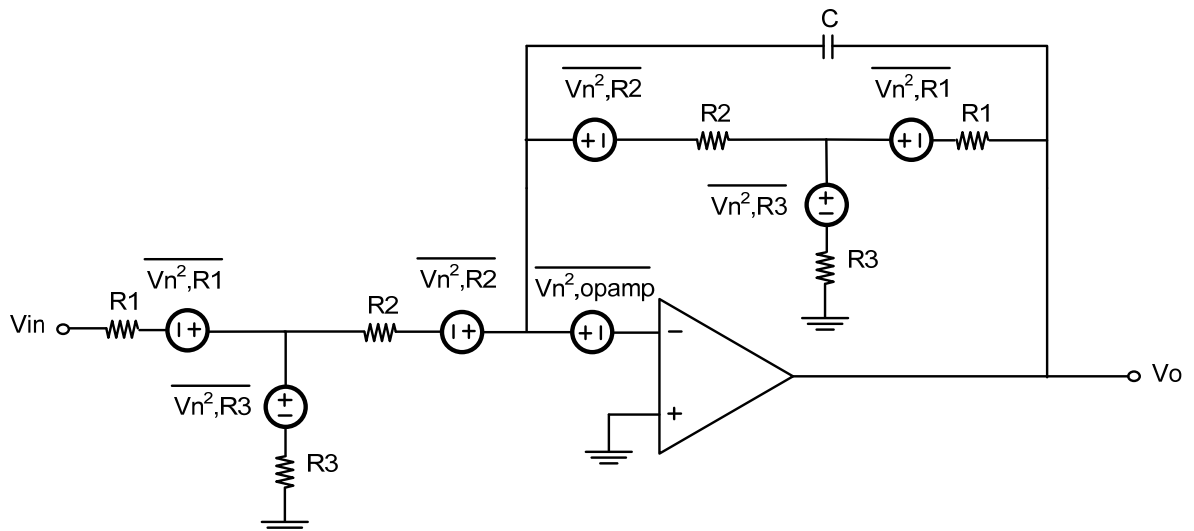 C
Vn²,R2
Vn²,R1
R2
R1
Vn²,R3
R3
Vn²,R1
Vn²,R2
Vn²,opamp
R1
R2
Vin
Vn²,R3
R3
Vo